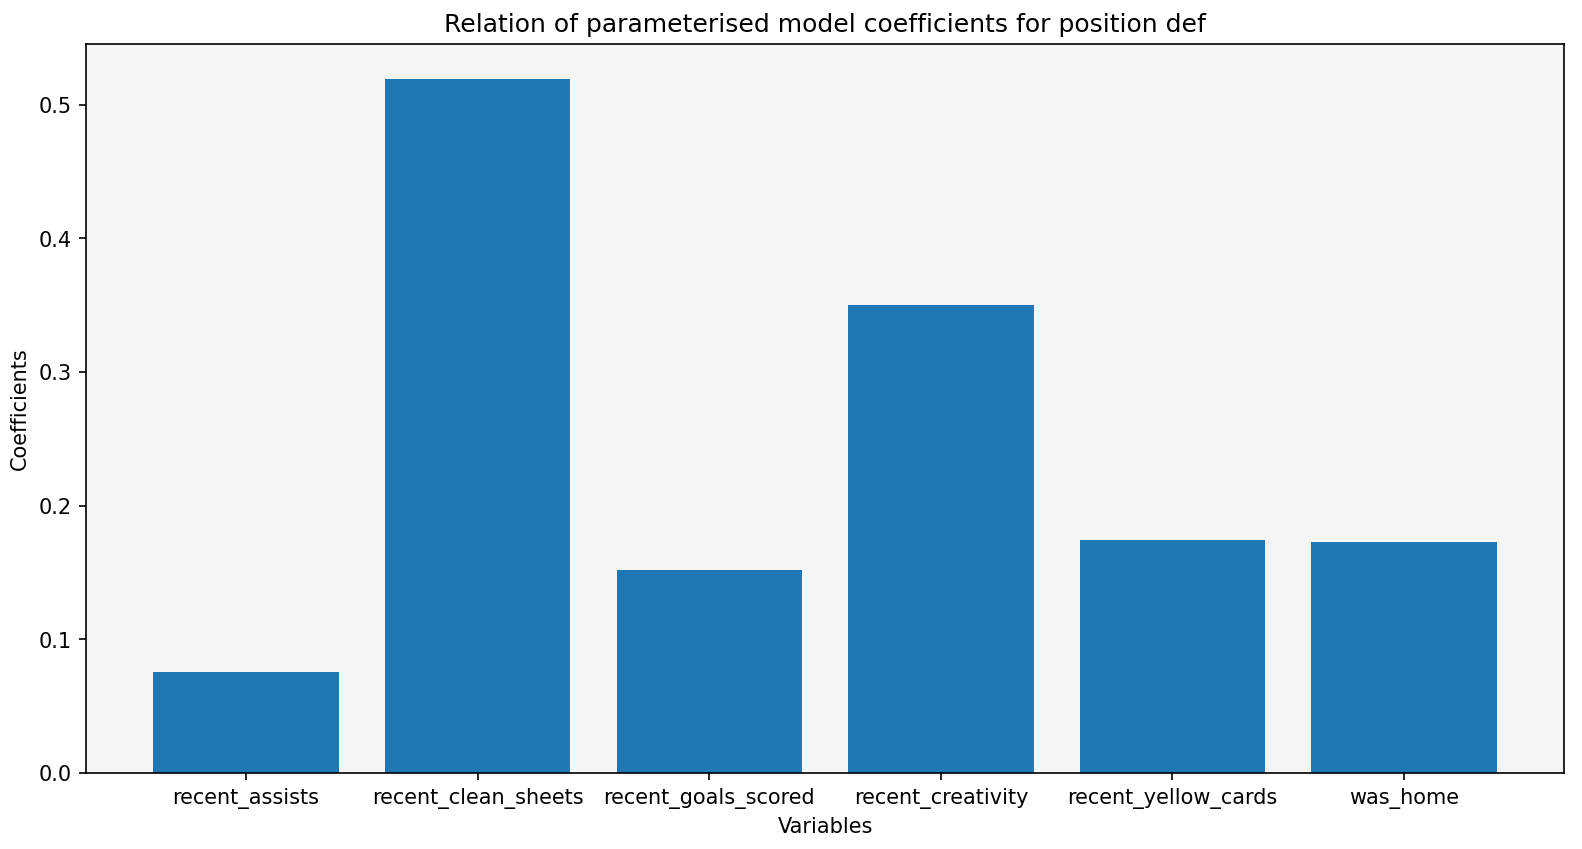 Relation of parameterised model coefficients for position def
0.5
0.4
0.3
0.2
0.1
0.0
Coefficients
recent_assists recent_clean_sheets recent_goals_scored recent_creativity recent_yellow_cards was_home
Variables